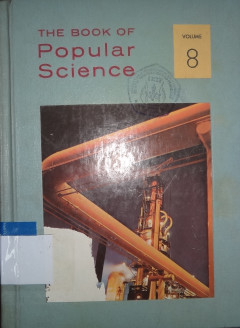 THE BOOK OF
Popular
Science
VOLUME
8